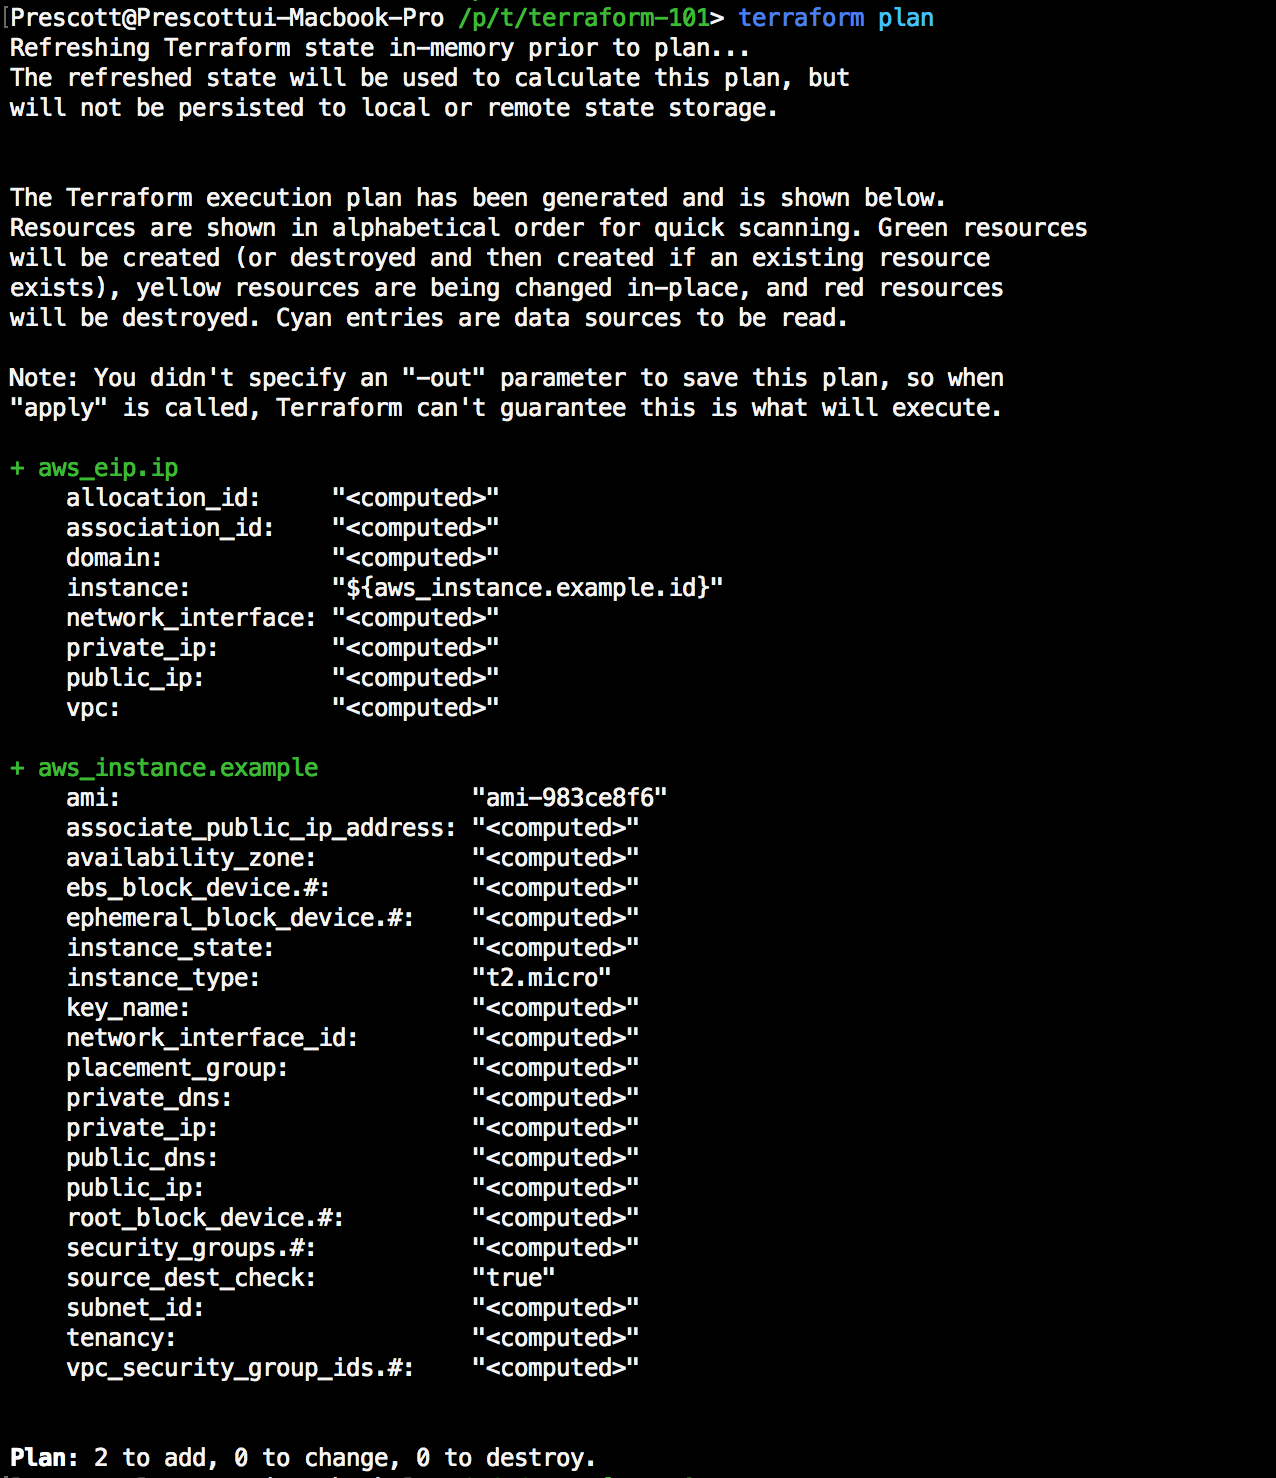 [Prescott@Prescottui-Macbook-Pro /p/t/terraform-101> terraform plan
Refreshing Terraform state in-memory prior to plan...
The refreshed state will be used to calculate this plan, but
will not be persisted to local or remote state storage.
The Terraform execution plan has been generated and is shown below.
Resources are shown in alphabetical order for quick scanning. Green resources
will be created (or destroyed and then created if an existing resource
exists), yellow resources are being changed in-place, and red resources
will be destroyed. Cyan entries are data sources to be read.
Note: You didn't specify an "-out" parameter to save this plan, so when
"apply" is called, Terraform can't guarantee this is what will execute.
+ aws_eip.ip
allocation_id: "<computed>"
association_id: "<computed>"
domain: "<computed>"
instance: "${aws_instance.example.id}"
network_interface: "<computed>"
private_ip: "<computed>"
public_ip: "<computed>"
vpc: "<computed>"
+ aws_instance.example
ami: "ami-983ce8f6"
associate_public_ip_address: "<computed>"
availability_zone: "<computed>"
ebs_block_device.#: "<computed>"
ephemeral_block_device.#: "<computed>"
instance_state: "<computed>"
instance_type: "t2.micro"
key_name: "<computed>"
network_interface_id: "<computed>"
placement_group: "<computed>"
private_dns: "<computed>"
private_ip: "<computed>"
public_dns: "<computed>"
public_ip: "<computed>"
root_block_device.#: "<computed>"
security_groups.#: "<computed>"
source_dest_check: "true"
subnet_id: "<computed>"
tenancy: "<computed>"
vpc_security_group_ids.#: "<computed>"
Plan: 2 to add, 0 to change, 0 to destroy.